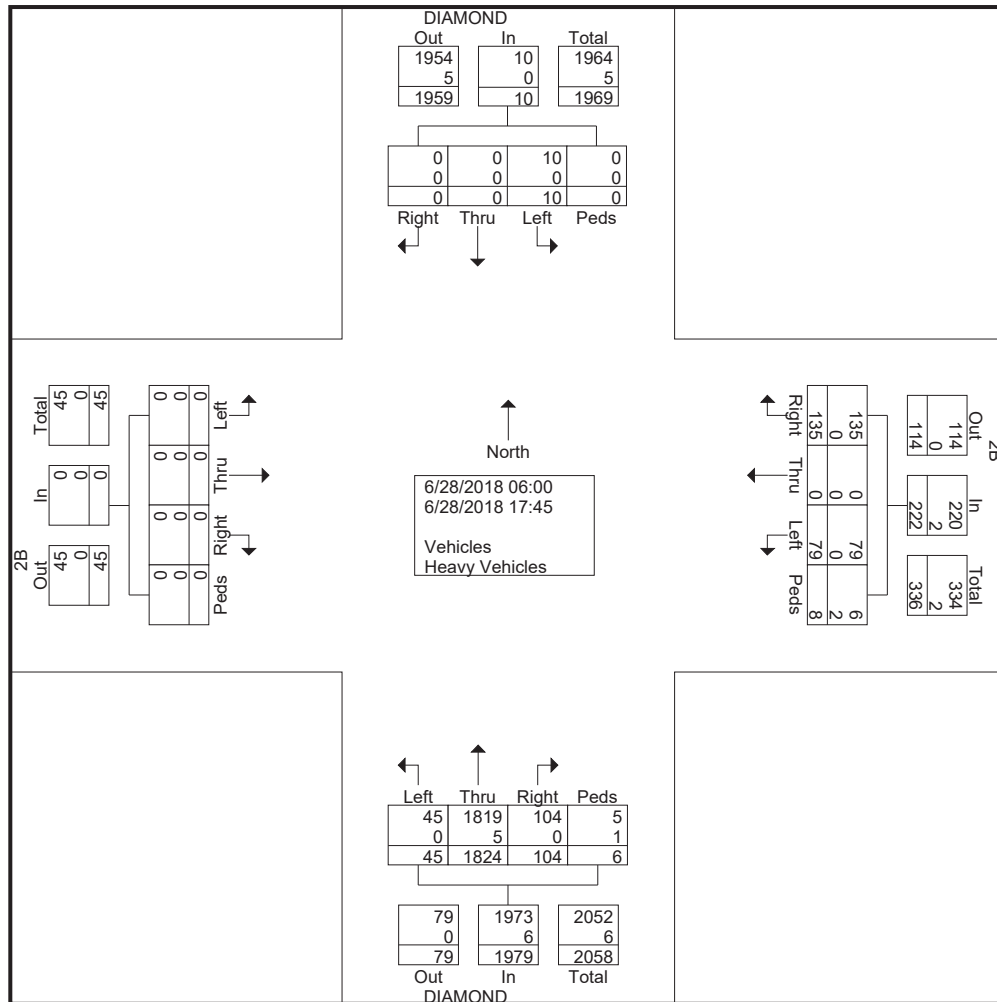 DIAMOND
Out In Total
1954 10 1964
5 0 5
1959 10 1969
0 0 10 0
0 0 0 0
0 0 10 0
Right Thru Left Peds
2B
Total In Out
45 0 45
0 0 0
45 0 45
Left Thru Right Peds
0 0 0 0
0 0 0 0
0 0 0 0
North
6/28/2018 06:00
6/28/2018 17:45
Vehicles
Heavy Vehicles
2B
Out In Total
114 220 334
0 2 2
114 222 336
135 0 79 6
0 0 0 2
135 0 79 8
Right Thru Left Peds
Left Thru Right Peds
45 1819 104 5
0 5 0 1
45 1824 104 6
79 1973 2052
0 6 6
79 1979 2058
Out In Total
DIAMOND